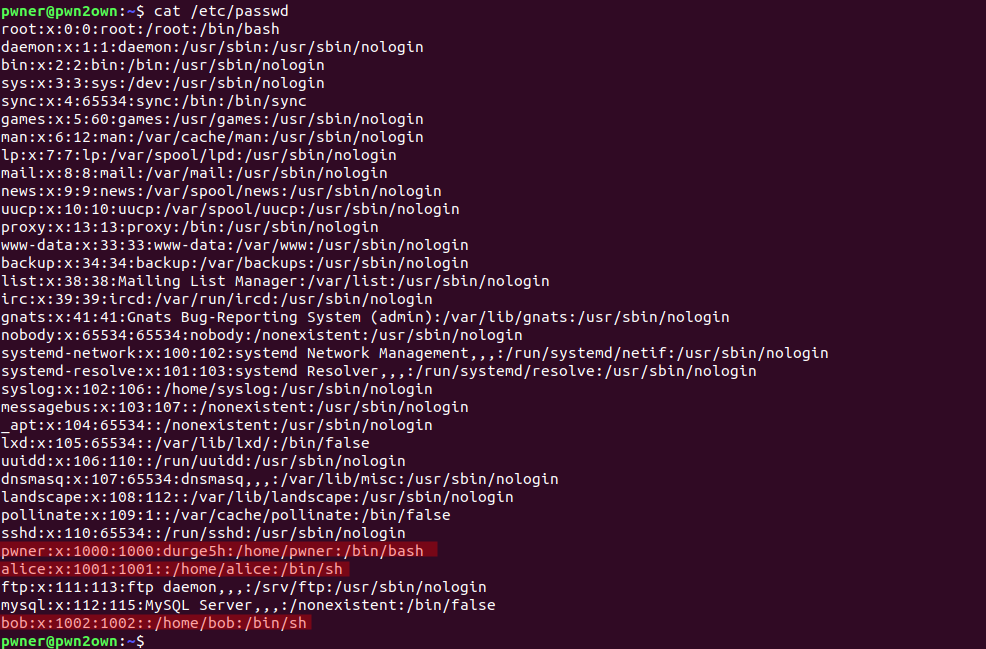 pwner@pwn2own:~$ cat /etc/passwd
root:x:0:0:root:/root:/bin/bash
daemon:x:1:1:daemon:/usr/sbin:/usr/sbin/nologin
bin:x:2:2:bin:/bin:/usr/sbin/nologin
sys:x:3:3:sys:/dev:/usr/sbin/nologin
sync:x:4:65534:sync:/bin:/bin/sync
games:x:5:60:games:/usr/games:/usr/sbin/nologin
man:x:6:12:man:/var/cache/man:/usr/sbin/nologin
lp:x:7:7:lp:/var/spool/lpd:/usr/sbin/nologin
mail:x:8:8:mail:/var/mail:/usr/sbin/nologin
news:x:9:9:news:/var/spool/news:/usr/sbin/nologin
uucp:x:10:10:uucp:/var/spool/uucp:/usr/sbin/nologin
proxy:x:13:13:proxy:/bin:/usr/sbin/nologin
www-data:x:33:33:www-data:/var/www:/usr/sbin/nologin
backup:x:34:34:backup:/var/backups:/usr/sbin/nologin
list:x:38:38:Mailing List Manager:/var/list:/usr/sbin/nologin
irc:x:39:39:ircd:/var/run/ircd:/usr/sbin/nologin
gnats:x:41:41:Gnats Bug-Reporting System (admin):/var/lib/gnats:/usr/sbin/nologin
nobody:x:65534:65534:nobody:/nonexistent:/usr/sbin/nologin
systemd-network:x:100:102:systemd Network Management,,,:/run/systemd/netif:/usr/sbin/nologin
systemd-resolve:x:101:103:systemd Resolver,,,:/run/systemd/resolve:/usr/sbin/nologin
syslog:x:102:106::/home/syslog:/usr/sbin/nologin
messagebus:x:103:107::/nonexistent:/usr/sbin/nologin
_apt:x:104:65534::/nonexistent:/usr/sbin/nologin
lxd:x:105:65534::/var/lib/lxd/:/bin/false
uuidd:x:106:110::/run/uuidd:/usr/sbin/nologin
dnsmasq:x:107:65534:dnsmasq,,,:/var/lib/misc:/usr/sbin/nologin
landscape:x:108:112::/var/lib/landscape:/usr/sbin/nologin
pollinate:x:109:1::/var/cache/pollinate:/bin/false
sshd:x:110:65534::/run/sshd:/usr/sbin/nologin
pwner:x:1000:1000:durge5h:/home/pwner:/bin/bash
alice:x:1001:1001::/home/alice:/bin/sh
ftp:x:111:113:ftp daemon,,,:/srv/ftp:/usr/sbin/nologin
mysql:x:112:115:MySQL Server,,,:/nonexistent:/bin/false
bob:x:1002:1002::/home/bob:/bin/sh
pwner@pwn2own:~$